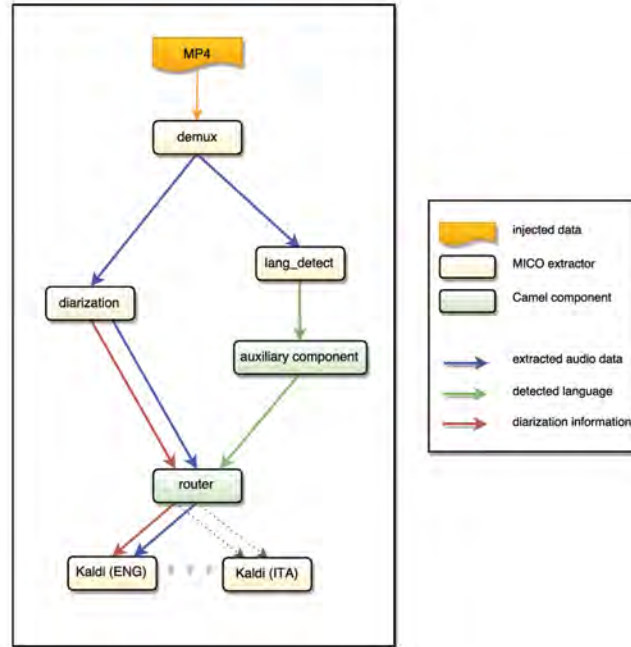 MP4
demux
lang_detect
diarization
auxiliary component
router
Kaldi (ENG)
Kaldi (ITA)
injected data
MICO extractor
Camel component
extracted audio data
detected language
diarization information